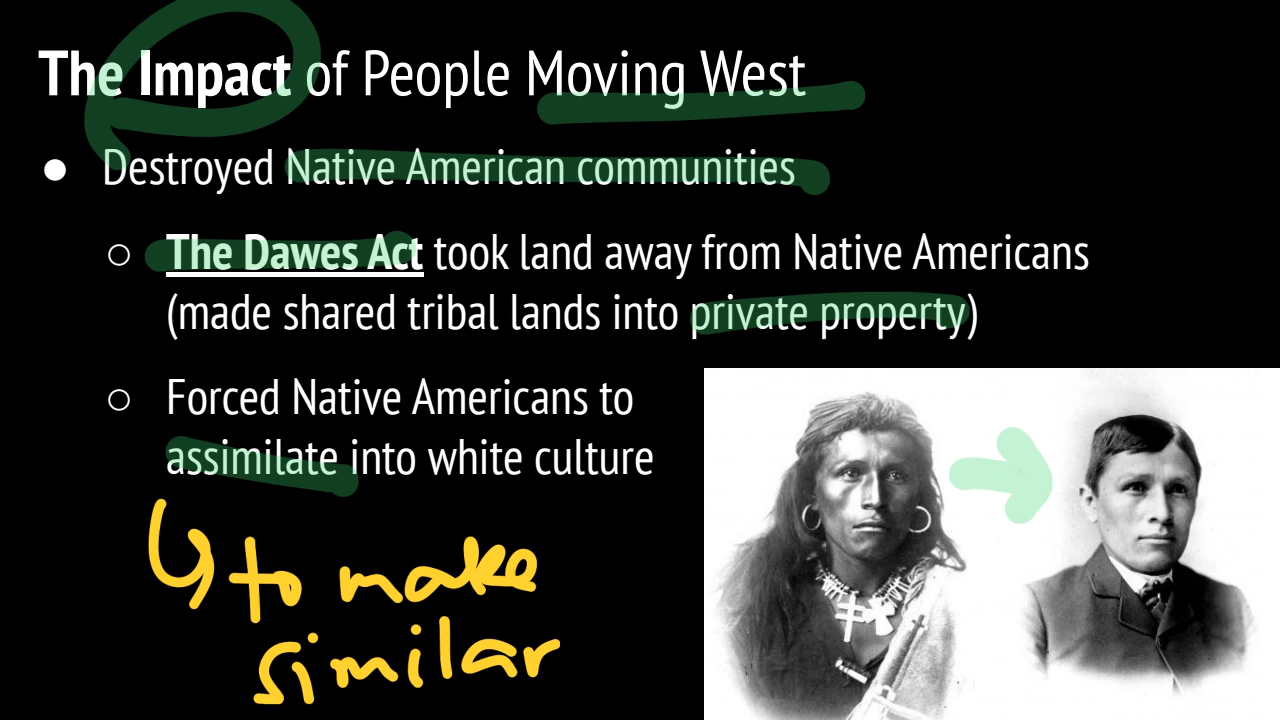 The Impact of People Moving West
● Destroyed Native American communities
○ The Dawes Act took land away from Native Americans
(made shared tribal lands into private property)
○ Forced Native Americans to
assimilate into white culture
to make
similar